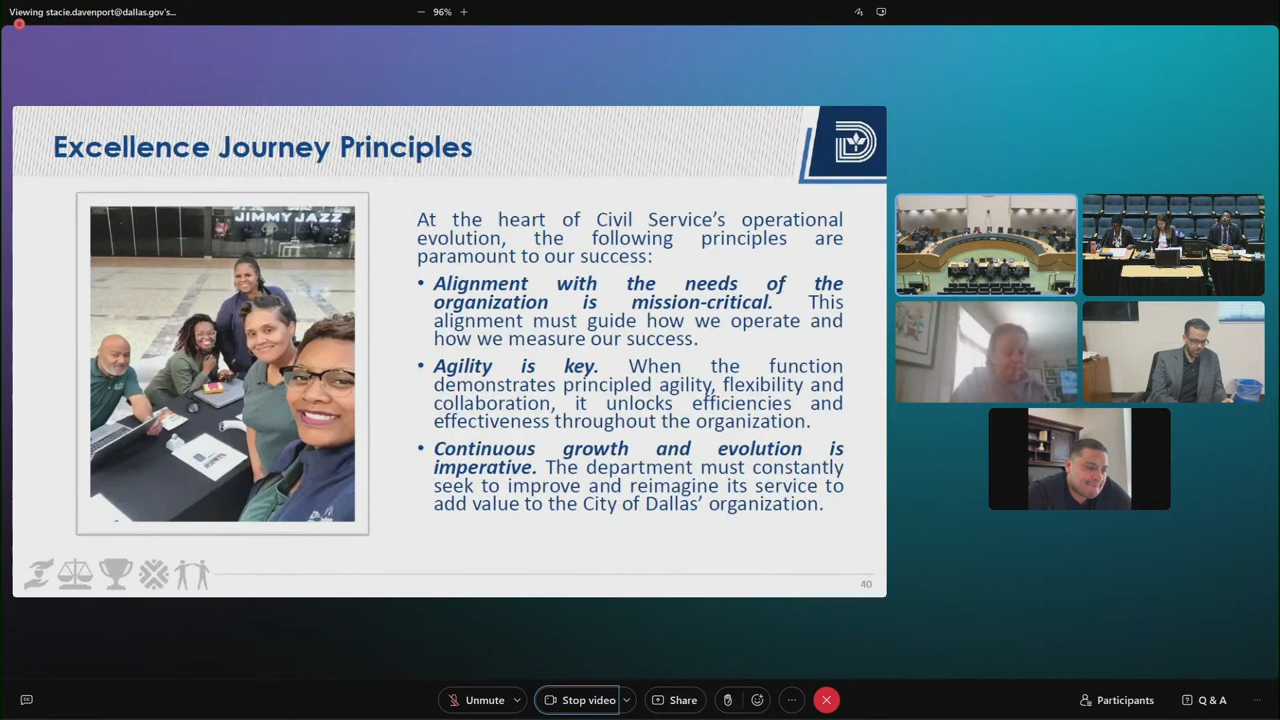 Viewing stacie.davenport@dallas.gov's...
96%
Excellence Journey Principles
JIMMY JAZZ
At the heart of Civil Service's operational
evolution, the following principles are
paramount to our success:
• Alignment with the needs of the
organization is mission-critical. This
alignment must guide how we operate and
how we measure our success.
• Agility is key. When the function
demonstrates principled agility, flexibility and
collaboration, it unlocks efficiencies and
effectiveness throughout the organization.
• Continuous growth and evolution is
imperative. The department must constantly
seek to improve and reimagine its service to
add value to the City of Dallas' organization.
40
Unmute
Stop video
Share
Participants
Q & A